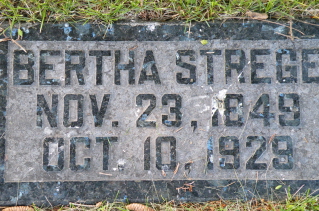 BERTHA STREGE
NOV. 23, 1849
OCT. 10, 1929